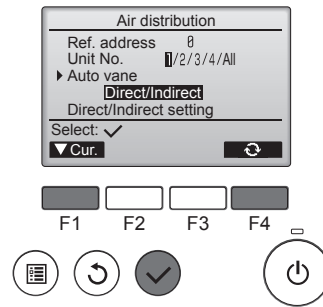 Air distribution
Ref. address 0
Unit No. 1/2/3/4/All
Auto vane
Direct/Indirect
Direct/Indirect setting
Select: ✓
▼ Cur.
F1 F2 F3 F4